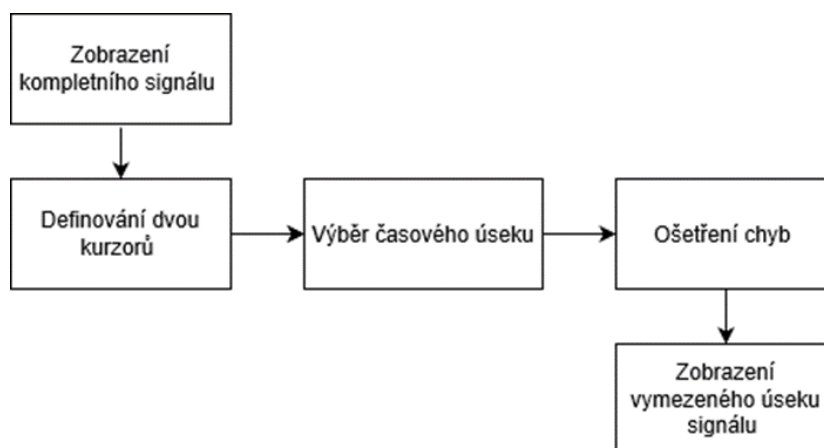 Zobrazení
kompletního signálu
Definování dvou
kurzorů
Výběr časového úseku
Ošetření chyb
Zobrazení
vymezeného úseku
signálu